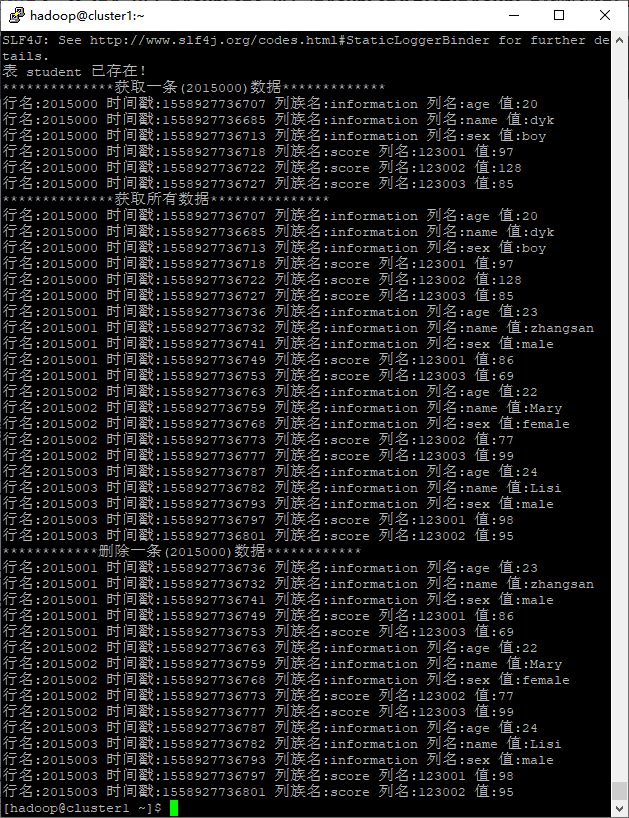 hadoop@cluster1:~
SLF4J: See http://www.slf4j.org/codes.html#StaticLoggerBinder for further de
tails.
表 student 已存在!
**************获取一条(2015000)数据*************
行名:2015000 时间戳:1558927736707 列族名:information 列名:age 值:20
行名:2015000 时间戳:1558927736685 列族名:information 列名:name 值:dyk
行名:2015000 时间戳:1558927736713 列族名:information 列名:sex 值:boy
行名:2015000 时间戳:1558927736718 列族名:score 列名:123001 值:97
行名:2015000 时间戳:1558927736722 列族名:score 列名:123002 值:128
行名:2015000 时间戳:1558927736727 列族名:score 列名:123003 值:85
**************获取所有数据***************
行名:2015000 时间戳:1558927736707 列族名:information 列名:age 值:20
行名:2015000 时间戳:1558927736685 列族名:information 列名:name 值:dyk
行名:2015000 时间戳:1558927736713 列族名:information 列名:sex 值:boy
行名:2015000 时间戳:1558927736718 列族名:score 列名:123001 值:97
行名:2015000 时间戳:1558927736722 列族名:score 列名:123002 值:128
行名:2015000 时间戳:1558927736727 列族名:score 列名:123003 值:85
行名:2015001 时间戳:1558927736736 列族名:information 列名:age 值:23
行名:2015001 时间戳:1558927736732 列族名:information 列名:name 值:zhangsan
行名:2015001 时间戳:1558927736741 列族名:information 列名:sex 值:male
行名:2015001 时间戳:1558927736749 列族名:score 列名:123001 值:86
行名:2015001 时间戳:1558927736753 列族名:score 列名:123003 值:69
行名:2015002 时间戳:1558927736763 列族名:information 列名:age 值:22
行名:2015002 时间戳:1558927736759 列族名:information 列名:name 值:Mary
行名:2015002 时间戳:1558927736768 列族名:information 列名:sex 值:female
行名:2015002 时间戳:1558927736773 列族名:score 列名:123002 值:77
行名:2015002 时间戳:1558927736777 列族名:score 列名:123003 值:99
行名:2015003 时间戳:1558927736787 列族名:information 列名:age 值:24
行名:2015003 时间戳:1558927736782 列族名:information 列名:name 值:Lisi
行名:2015003 时间戳:1558927736793 列族名:information 列名:sex 值:male
行名:2015003 时间戳:1558927736797 列族名:score 列名:123001 值:98
行名:2015003 时间戳:1558927736801 列族名:score 列名:123002 值:95
************删除一条(2015000)数据************
行名:2015001 时间戳:1558927736736 列族名:information 列名:age 值:23
行名:2015001 时间戳:1558927736732 列族名:information 列名:name 值:zhangsan
行名:2015001 时间戳:1558927736741 列族名:information 列名:sex 值:male
行名:2015001 时间戳:1558927736749 列族名:score 列名:123001 值:86
行名:2015001 时间戳:1558927736753 列族名:score 列名:123003 值:69
行名:2015002 时间戳:1558927736763 列族名:information 列名:age 值:22
行名:2015002 时间戳:1558927736759 列族名:information 列名:name 值:Mary
行名:2015002 时间戳:1558927736768 列族名:information 列名:sex 值:female
行名:2015002 时间戳:1558927736773 列族名:score 列名:123002 值:77
行名:2015002 时间戳:1558927736777 列族名:score 列名:123003 值:99
行名:2015003 时间戳:1558927736787 列族名:information 列名:age 值:24
行名:2015003 时间戳:1558927736782 列族名:information 列名:name 值:Lisi
行名:2015003 时间戳:1558927736793 列族名:information 列名:sex 值:male
行名:2015003 时间戳:1558927736797 列族名:score 列名:123001 值:98
行名:2015003 时间戳:1558927736801 列族名:score 列名:123002 值:95
[hadoop@cluster1 ~]$